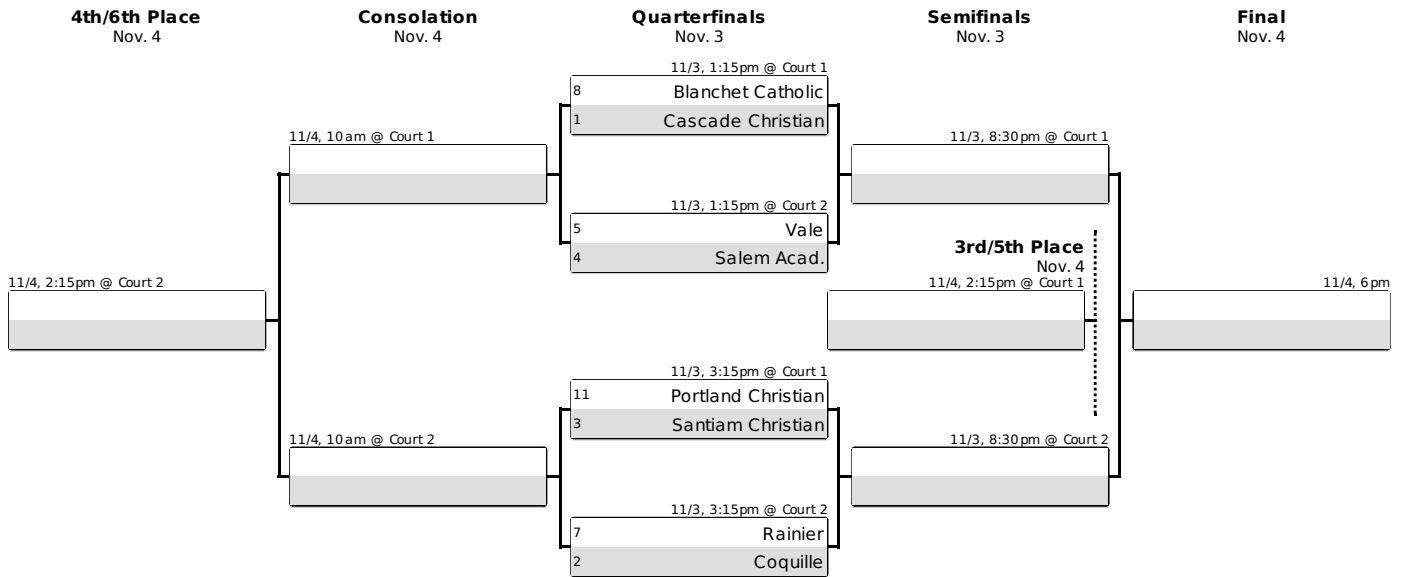 4th/6th Place
Nov. 4
Consolation
Nov. 4
Quarterfinals
Nov. 3
Semifinals
Nov. 3
Final
Nov. 4
11/3, 1:15pm @ Court 1
8 Blanchet Catholic
1 Cascade Christian
11/4, 10am @ Court 1
11/3, 8:30pm @ Court 1
11/3, 1:15pm @ Court 2
5 Vale
4 Salem Acad.
3rd/5th Place
Nov. 4
11/4, 2:15pm @ Court 2
11/4, 2:15pm @ Court 1
11/4, 6pm
11/3, 3:15pm @ Court 1
11 Portland Christian
3 Santiam Christian
11/4, 10am @ Court 2
11/3, 8:30pm @ Court 2
11/3, 3:15pm @ Court 2
7 Rainier
2 Coquille